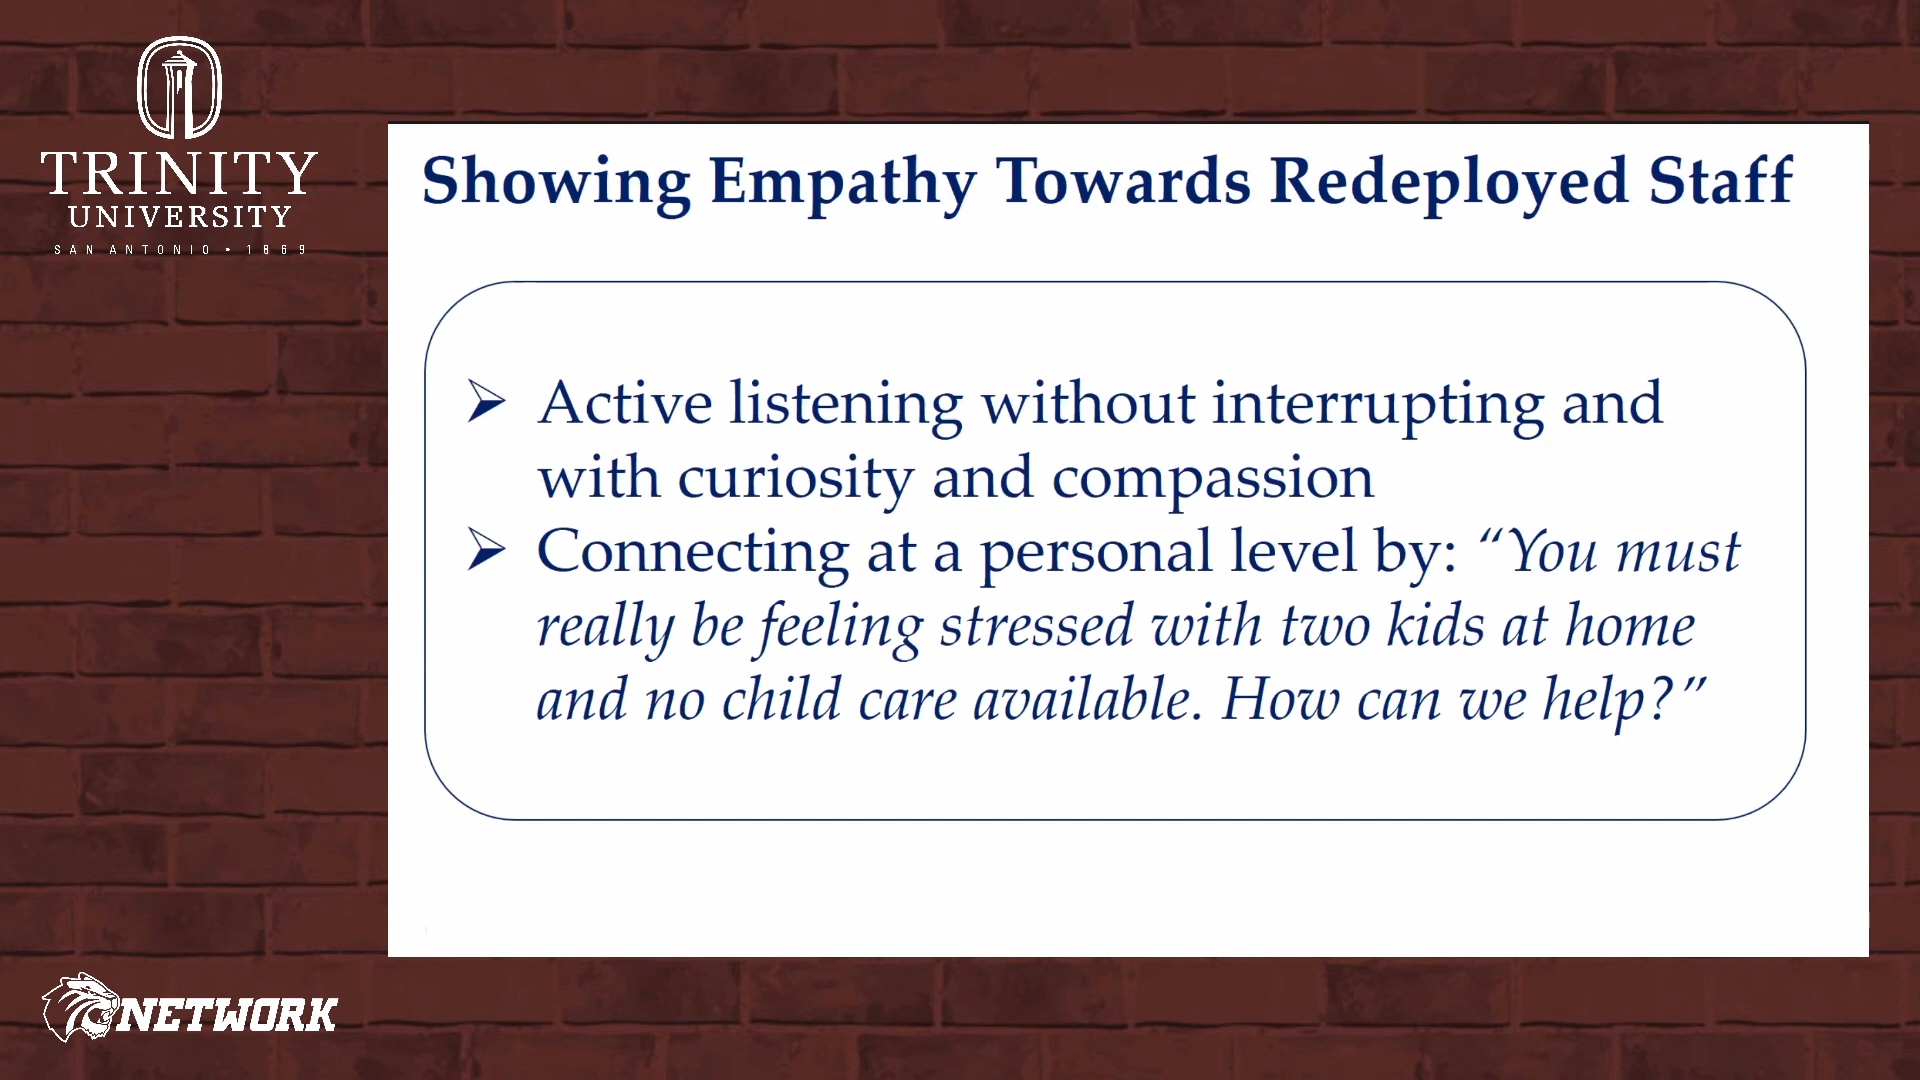 TRINITY
UNIVERSITY
SAN ANTONIO • 1869
Showing Empathy Towards Redeployed Staff
➢ Active listening without interrupting and
with curiosity and compassion
➢ Connecting at a personal level by: “You must
really be feeling stressed with two kids at home
and no child care available. How can we help?”
NETWORK